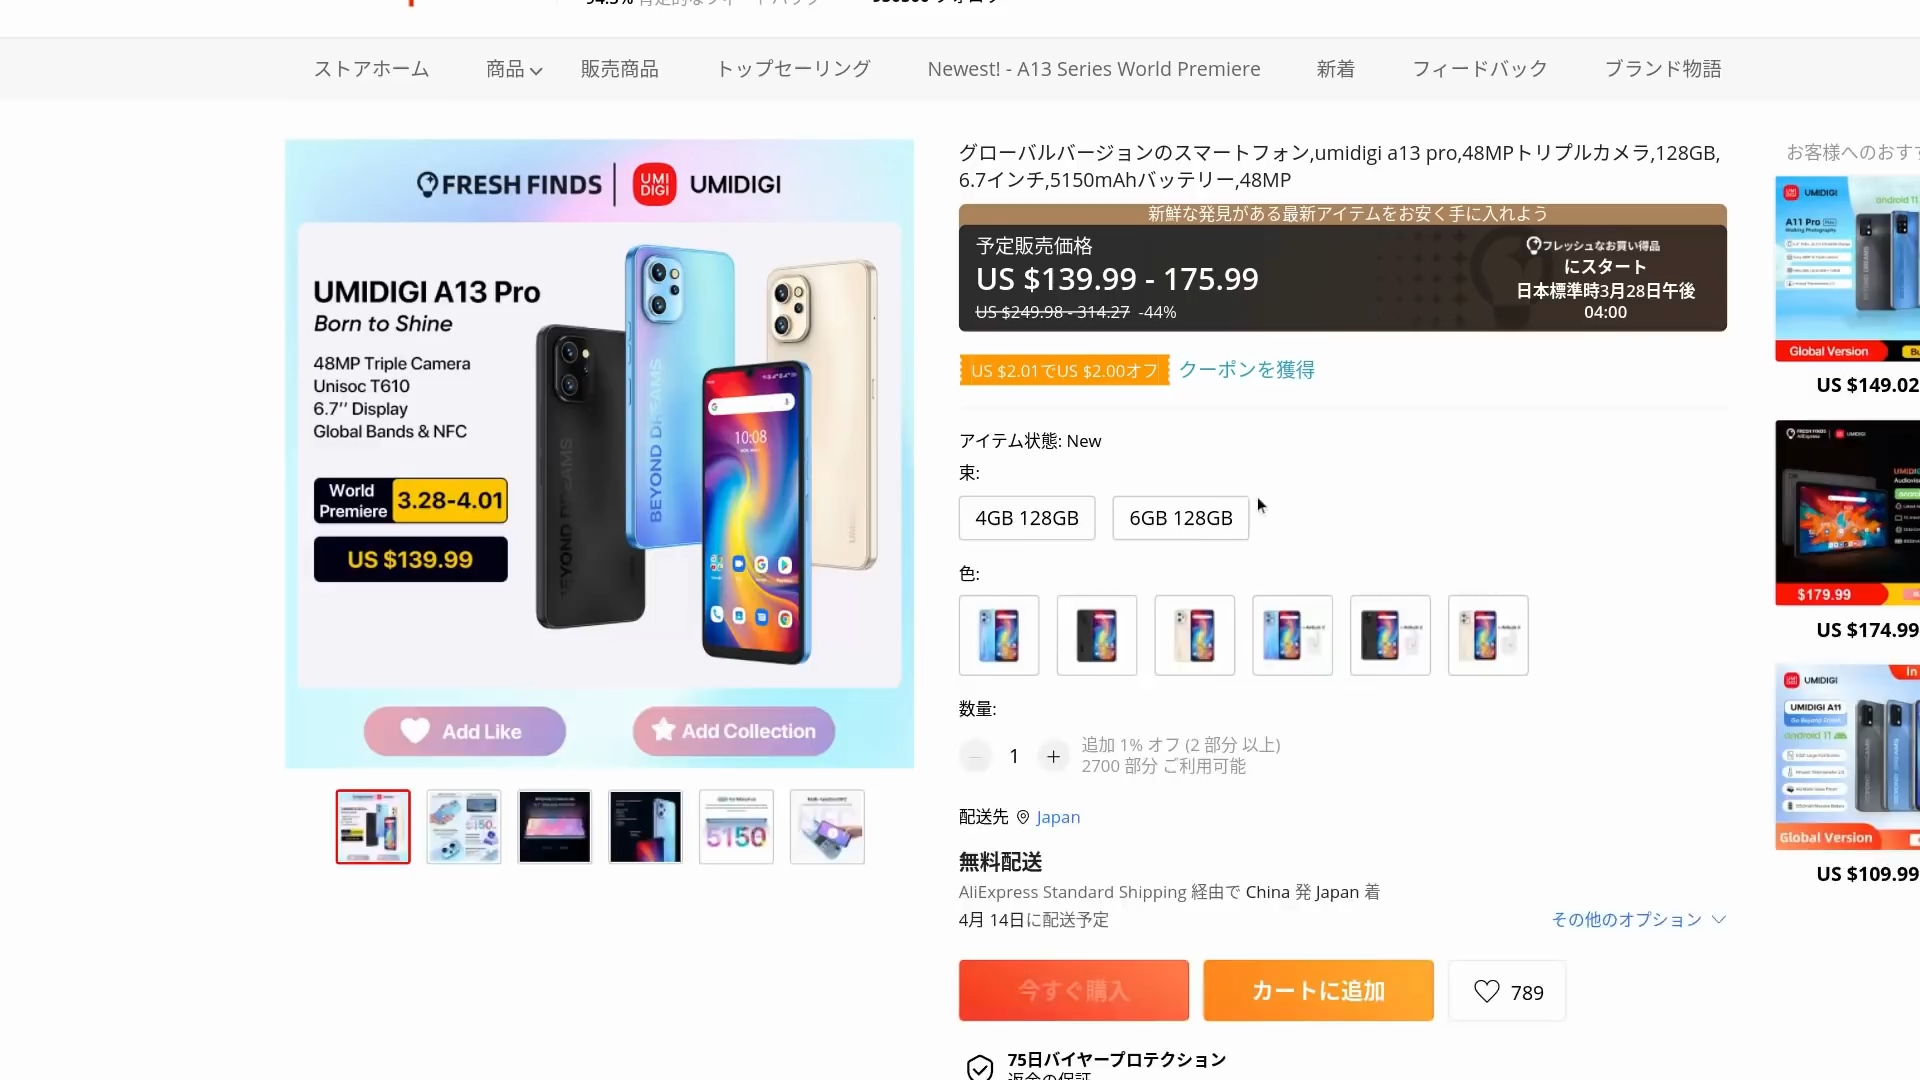 ストアホーム 商品 販売商品 トップセーリング Newest! - A13 Series World Premiere 新着 フィードバック ブランド物語
FRESH FINDS UMI DIGI UMIDIGI
UMIDIGI A13 Pro
Born to Shine
48MP Triple Camera
Unisoc T610
6.7'' Display
Global Bands & NFC
World Premiere 3.28-4.01
US $139.99
BEYOND DREAMS
BEYOND DREAMS
10:08
Add Like Add Collection
5150
グローバルバージョンのスマートフォン,umidigi a13 pro,48MPトリプルカメラ,128GB,
6.7インチ,5150mAhバッテリー,48MP
新鮮な発見がある最新アイテムをお安く手に入れよう
予定販売価格
US $139.99 - 175.99
US $249.98 - 314.27 -44%
フレッシュなお買い得品
にスタート
日本標準時3月28日午後
04:00
US $2.01でUS $2.00オフ クーポンを獲得
アイテム状態: New
束:
4GB 128GB 6GB 128GB
色:
数量:
1 +
追加 1% オフ (2 部分 以上)
2700 部分 ご利用可能
配送先 Japan
無料配送
AliExpress Standard Shipping 経由で China 発 Japan 着
4月 14日に配送予定 その他のオプション
今すぐ購入 カートに追加 789
75日バイヤープロテクション
お客様へのおす
UMIDIGI
android 11
A11 Pro
Global Version
US $149.02
$179.99
US $174.99
UMIDIGI
UMIDIGI A11
android 11
Global Version
US $109.99